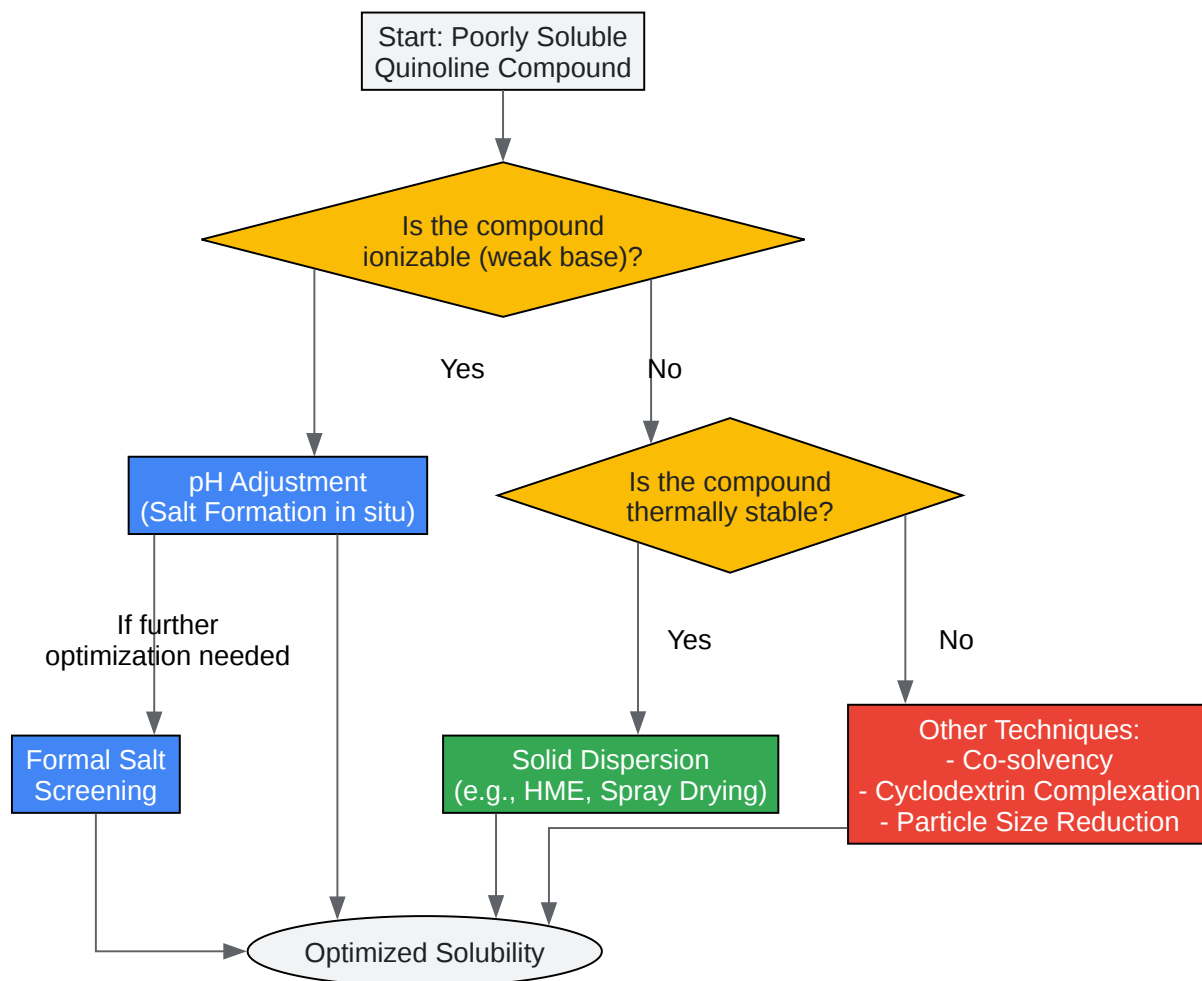 Start: Poorly Soluble
Quinoline Compound
Is the compound
ionizable (weak base)?
Yes
No
pH Adjustment
(Salt Formation in situ)
Is the compound
thermally stable?
If further
optimization needed
Yes
No
Formal Salt
Screening
Solid Dispersion
(e.g., HME, Spray Drying)
Other Techniques:
- Co-solvency
- Cyclodextrin Complexation
- Particle Size Reduction
Optimized Solubility